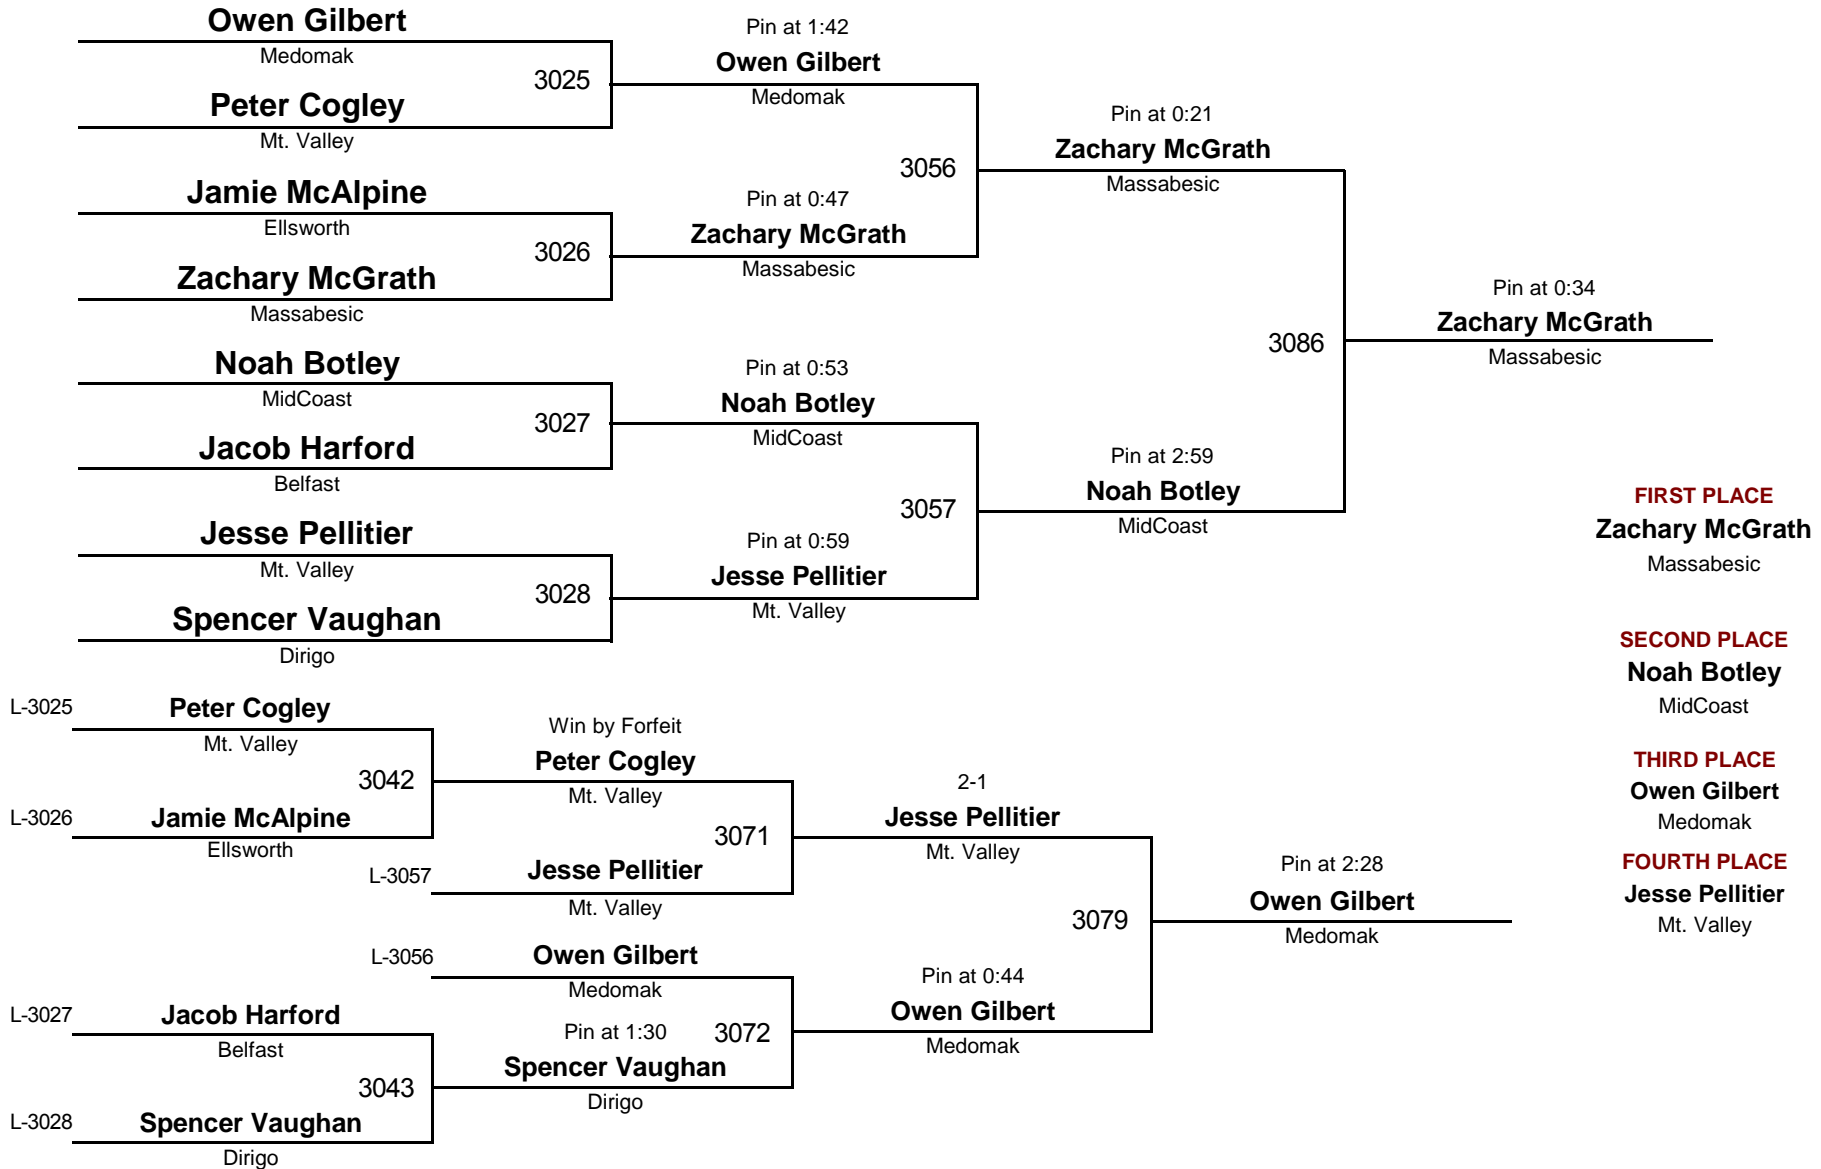 Owen Gilbert
Medomak
3025
Peter Cogley
Mt. Valley
Jamie McAlpine
Ellsworth
3026
Zachary McGrath
Massabesic
Noah Botley
MidCoast
3027
Jacob Harford
Belfast
Jesse Pellitier
Mt. Valley
3028
Spencer Vaughan
Dirigo
Pin at 1:42
Owen Gilbert
Medomak
3056
Pin at 0:47
Zachary McGrath
Massabesic
Pin at 0:53
Noah Botley
MidCoast
3057
Pin at 0:59
Jesse Pellitier
Mt. Valley
Pin at 0:21
Zachary McGrath
Massabesic
3086
Pin at 2:59
Noah Botley
MidCoast
Pin at 0:34
Zachary McGrath
Massabesic
L-3025
Peter Cogley
Mt. Valley
3042
L-3026
Jamie McAlpine
Ellsworth
Win by Forfeit
Peter Cogley
Mt. Valley
3071
L-3057
Jesse Pellitier
Mt. Valley
L-3056
Owen Gilbert
Medomak
3072
L-3027
Jacob Harford
Belfast
3043
L-3028
Spencer Vaughan
Dirigo
Pin at 1:30
Spencer Vaughan
Dirigo
2-1
Jesse Pellitier
Mt. Valley
3079
Pin at 0:44
Owen Gilbert
Medomak
Pin at 2:28
Owen Gilbert
Medomak
FIRST PLACE
Zachary McGrath
Massabesic
SECOND PLACE
Noah Botley
MidCoast
THIRD PLACE
Owen Gilbert
Medomak
FOURTH PLACE
Jesse Pellitier
Mt. Valley